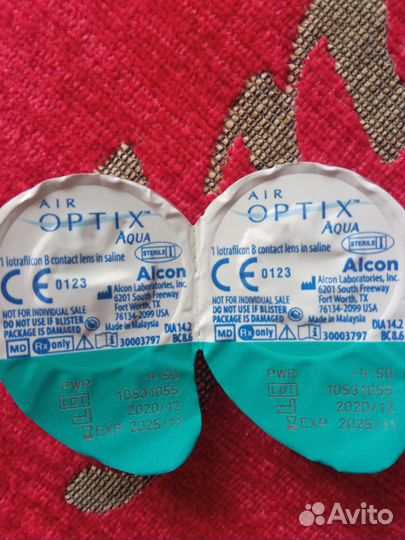 AIR
OPTIX™
AQUA
STERILE
1 lotrafilcon B contact lens in saline
CE 0123
Alcon
Alcon Laboratories, Inc.
6201 South Freeway
Fort Worth, TX
76134-2099 USA
Made in Malaysia
NOT FOR INDIVIDUAL SALE
DO NOT USE IF BLISTER
PACKAGE IS DAMAGED
DIA 14.2
BC 8.6
MD Rx only 30003797
PWR -4.50
LOT 10531055
2020/12
EXP 2025/11
AIR
OPTIX™
AQUA
STERILE
1 lotrafilcon B contact lens in saline
CE 0123
Alcon
Alcon Laboratories, Inc.
6201 South Freeway
Fort Worth, TX
76134-2099 USA
Made in Malaysia
NOT FOR INDIVIDUAL SALE
DO NOT USE IF BLISTER
PACKAGE IS DAMAGED
DIA 14.2
BC 8.6
MD Rx only 30003797
PWR -4.50
LOT 10531055
2020/12
EXP 2025/11
Avito